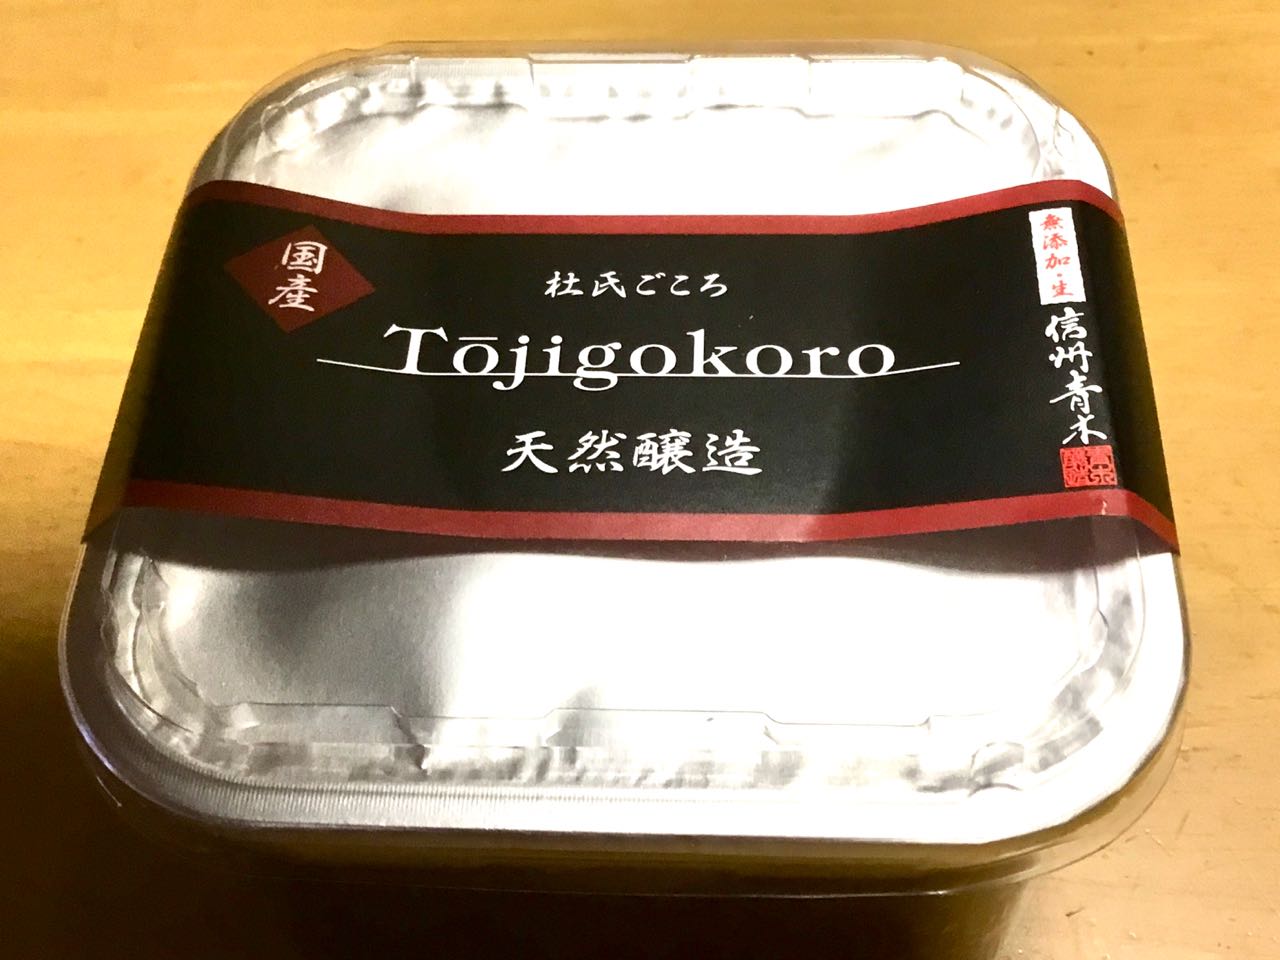 国産
杜氏ごころ
Tōjigokoro
天然醸造
無添加・生
信州青木